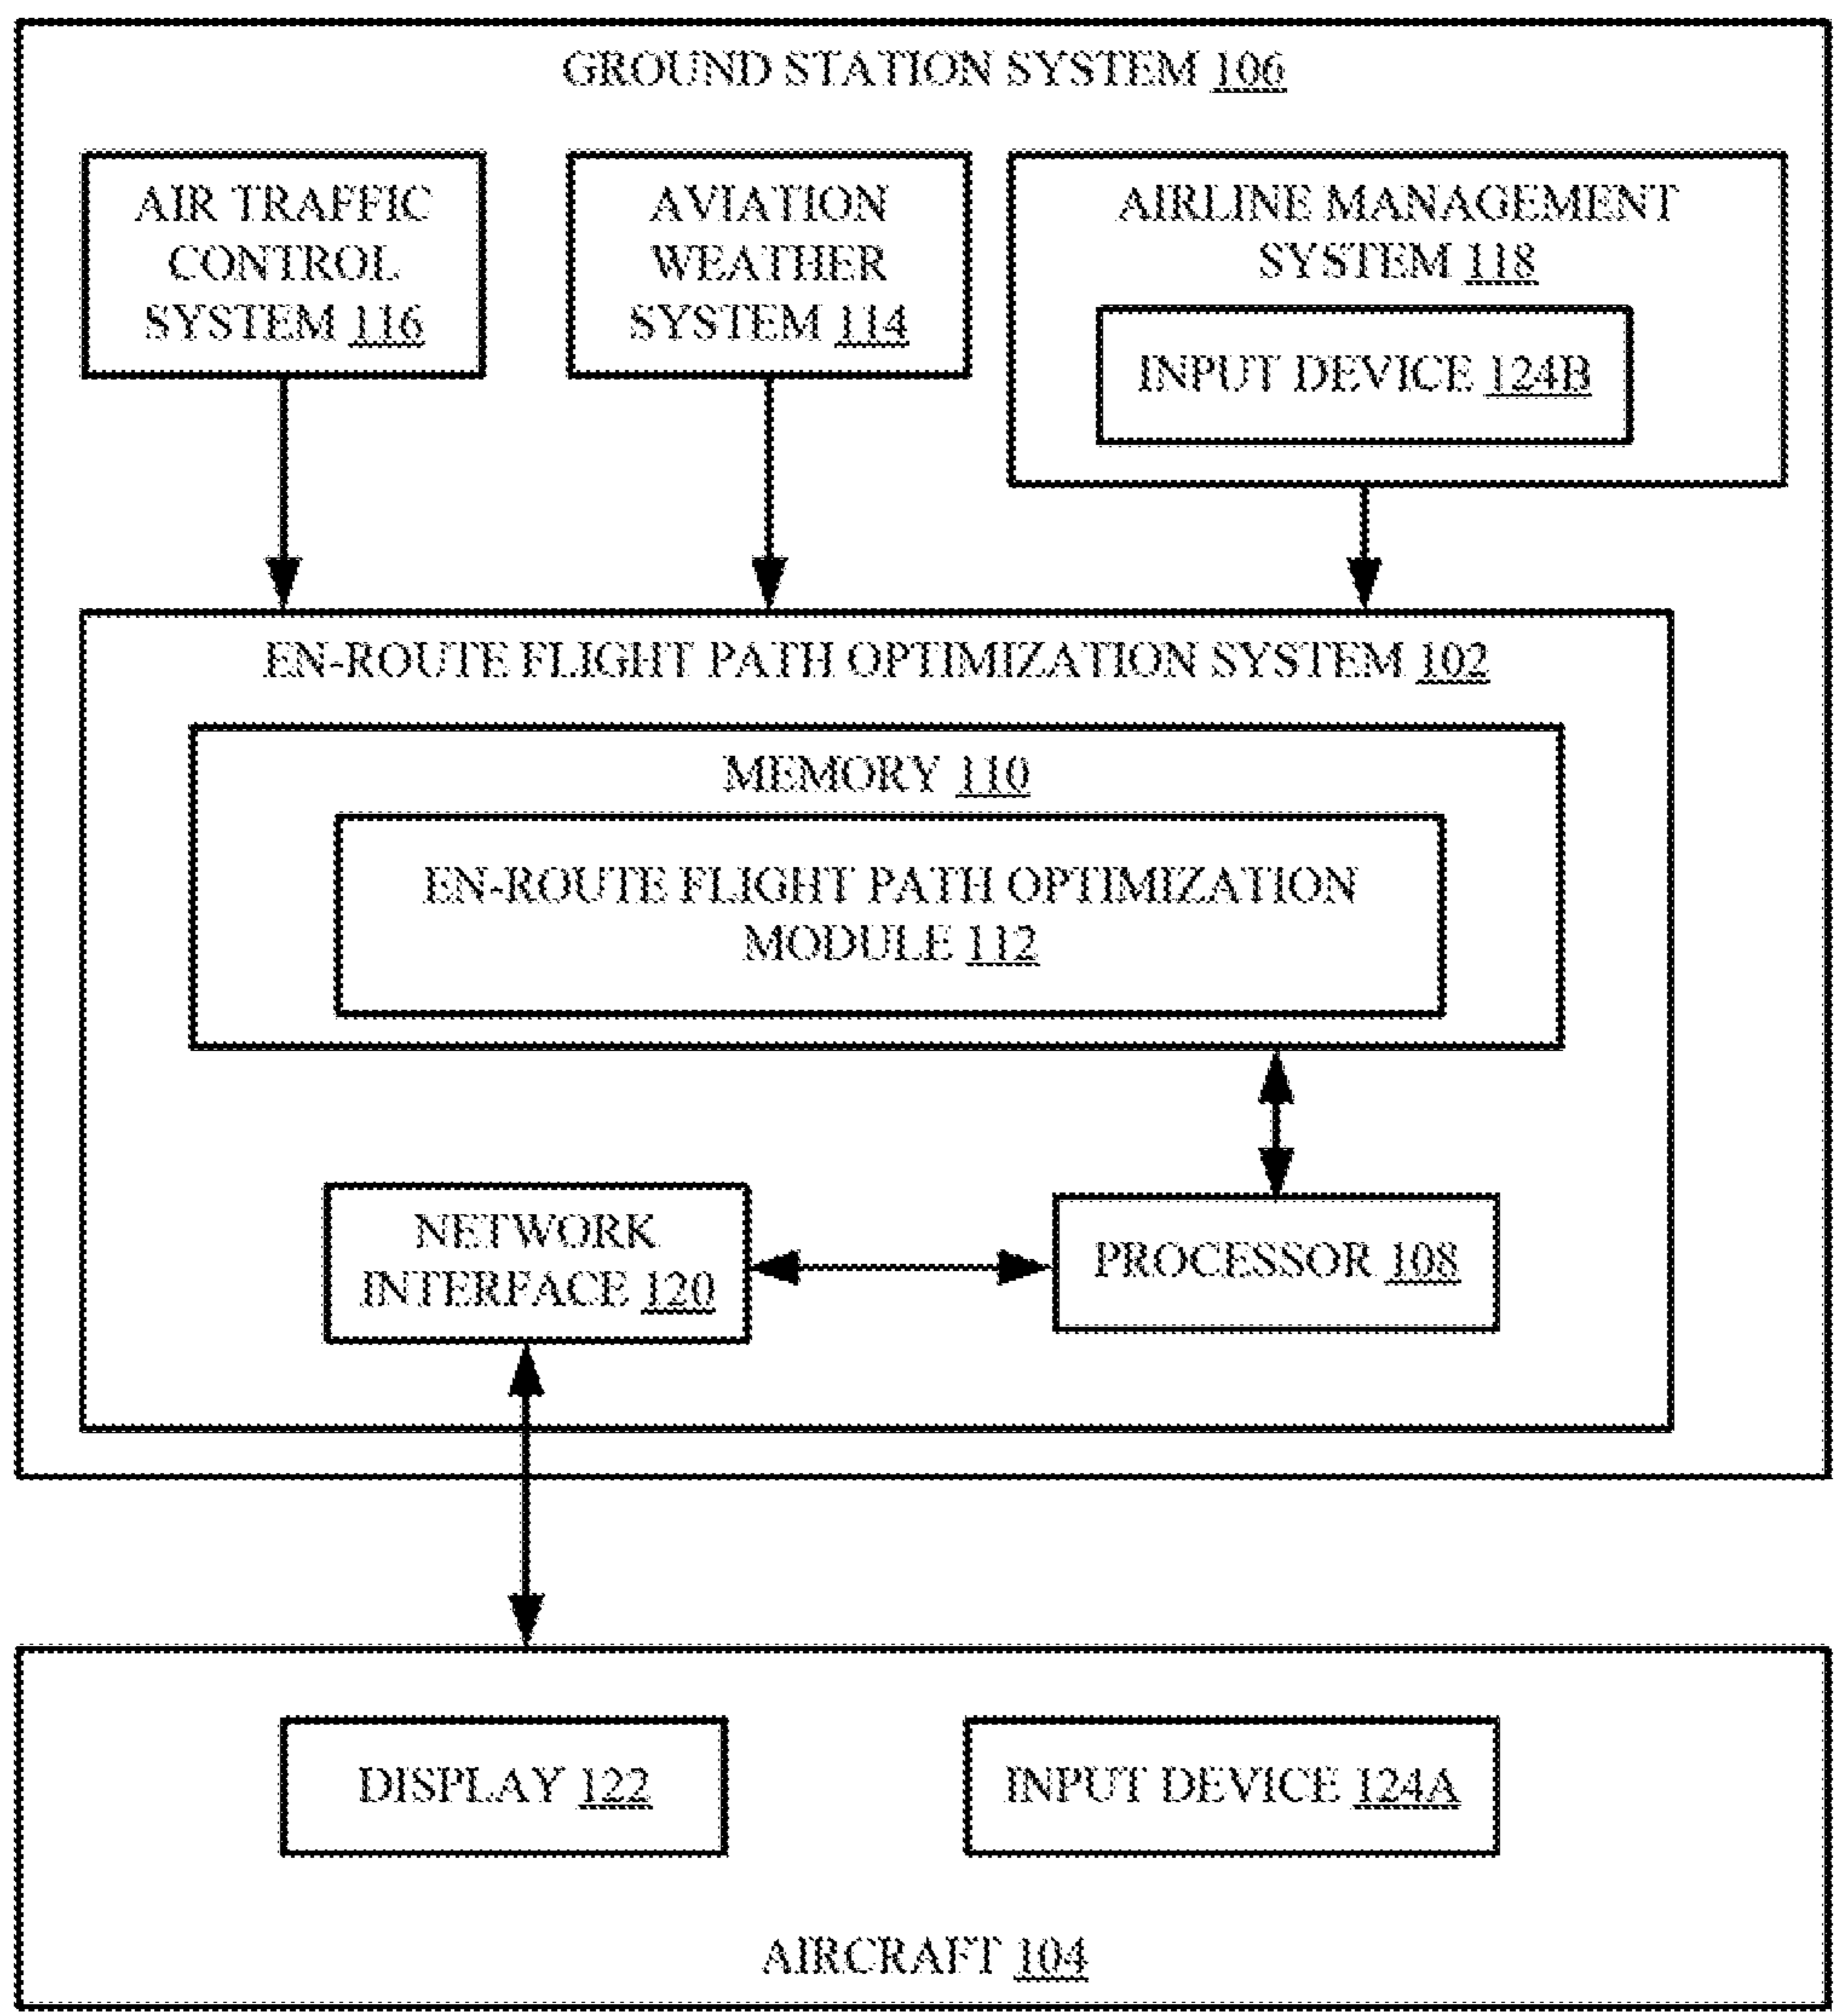 GROUND STATION SYSTEM 106
AIR TRAFFIC
CONTROL
SYSTEM 116
AVIATION
WEATHER
SYSTEM 114
AIRLINE MANAGEMENT
SYSTEM 118
INPUT DEVICE 124B
EN-ROUTE FLIGHT PATH OPTIMIZATION SYSTEM 102
MEMORY 110
EN-ROUTE FLIGHT PATH OPTIMIZATION
MODULE 112
NETWORK
INTERFACE 120
PROCESSOR 108
DISPLAY 122
INPUT DEVICE 124A
AIRCRAFT 104